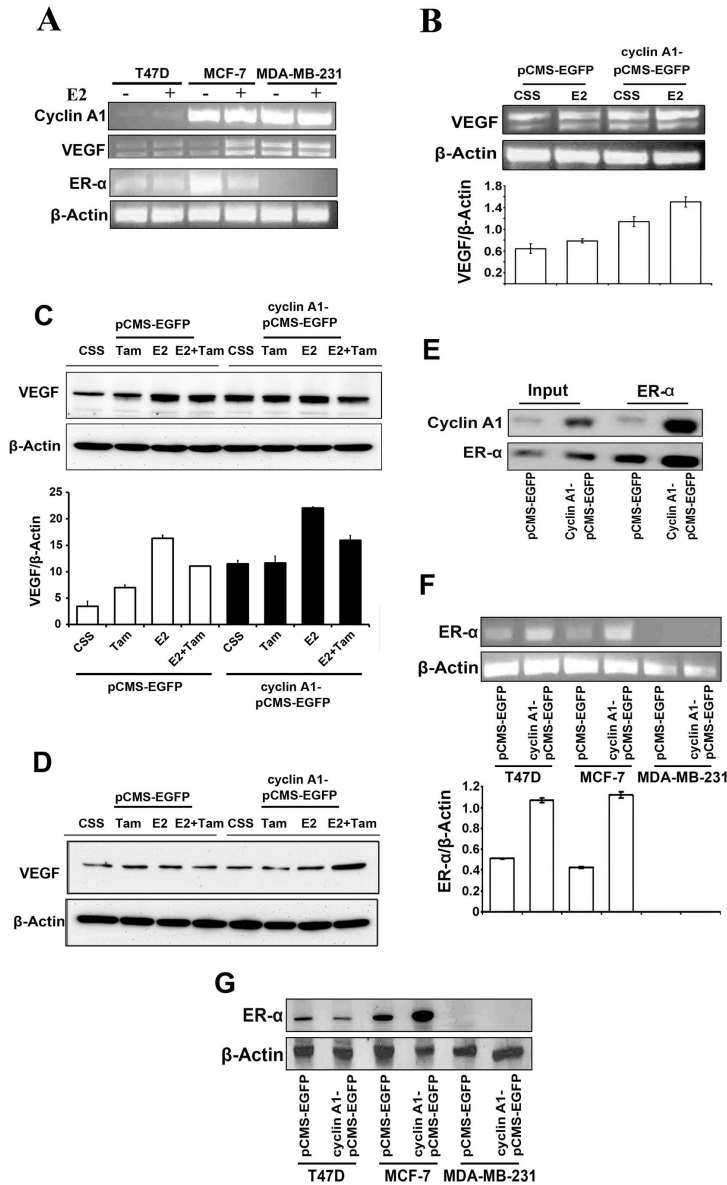 A
T47D MCF-7 MDA-MB-231
E2 - + - + - +
Cyclin A1
VEGF
ER-α
β-Actin
B
pCMS-EGFP
cyclin A1-
pCMS-EGFP
CSS E2 CSS E2
VEGF
β-Actin
VEGF/β-Actin
1.8
1.4
1.0
0.6
0.2
C
pCMS-EGFP
cyclin A1-
pCMS-EGFP
CSS Tam E2 E2+Tam CSS Tam E2 E2+Tam
VEGF
β-Actin
VEGF/β-Actin
25
20
15
10
5
0
CSS Tam E2 E2+Tam CSS Tam E2 E2+Tam
pCMS-EGFP
cyclin A1-
pCMS-EGFP
D
pCMS-EGFP
cyclin A1-
pCMS-EGFP
CSS Tam E2 E2+Tam CSS Tam E2 E2+Tam
VEGF
β-Actin
E
Input ER-α
Cyclin A1
ER-α
pCMS-EGFP
Cyclin A1-
pCMS-EGFP
pCMS-EGFP
Cyclin A1-
pCMS-EGFP
F
ER-α
β-Actin
pCMS-EGFP
cyclin A1-
pCMS-EGFP
pCMS-EGFP
cyclin A1-
pCMS-EGFP
pCMS-EGFP
cyclin A1-
pCMS-EGFP
T47D MCF-7 MDA-MB-231
ER-α/β-Actin
1.2
1.0
0.8
0.6
0.4
0.2
0
G
ER-α
β-Actin
pCMS-EGFP
cyclin A1-
pCMS-EGFP
pCMS-EGFP
cyclin A1-
pCMS-EGFP
pCMS-EGFP
cyclin A1-
pCMS-EGFP
T47D MCF-7 MDA-MB-231